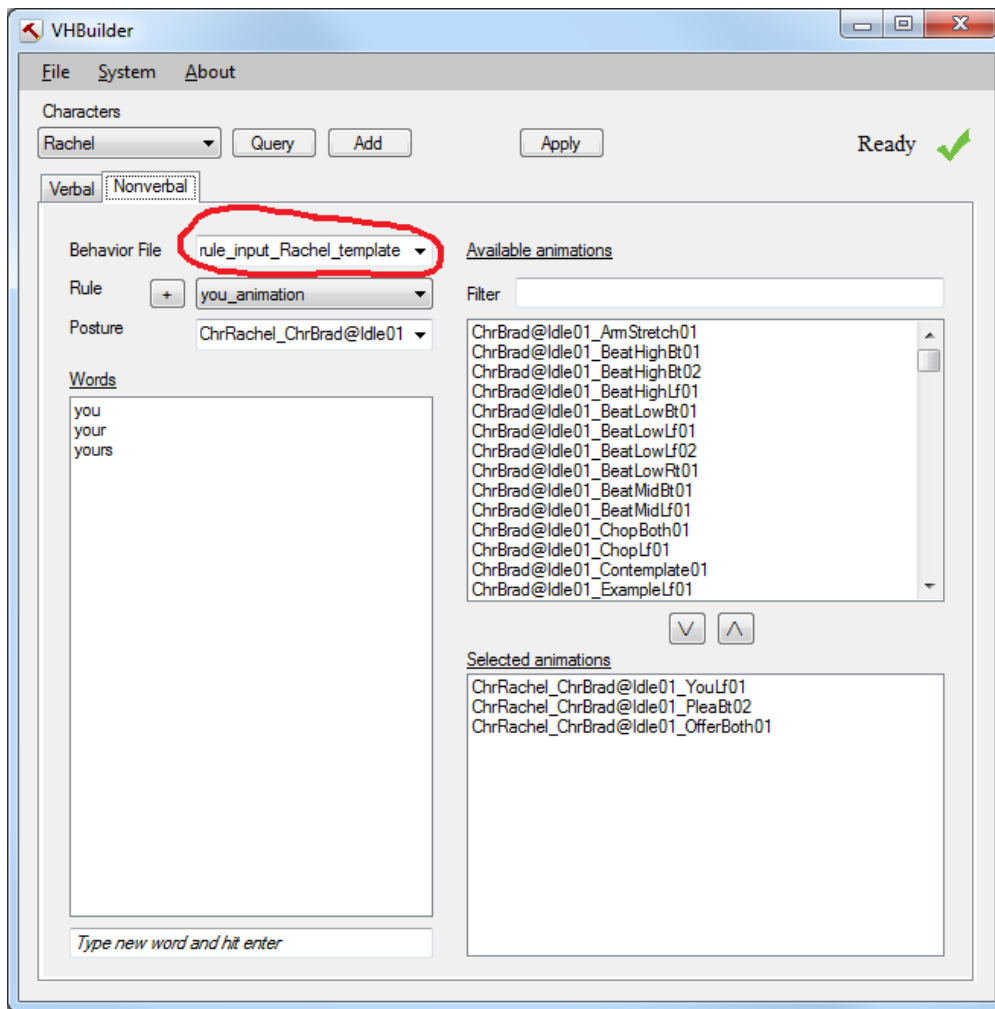 VHBuilder
File System About
Characters
Rachel Query Add Apply Ready
Verbal Nonverbal
Behavior File rule_input_Rachel_template
Rule + you_animation
Posture ChrRachel_ChrBrad@Idle01
Words
you
your
yours
Type new word and hit enter
Available animations
Filter
ChrBrad@Idle01_ArmStretch01
ChrBrad@Idle01_BeatHighBt01
ChrBrad@Idle01_BeatHighBt02
ChrBrad@Idle01_BeatHighLf01
ChrBrad@Idle01_BeatLowBt01
ChrBrad@Idle01_BeatLowLf01
ChrBrad@Idle01_BeatLowLf02
ChrBrad@Idle01_BeatLowRt01
ChrBrad@Idle01_BeatMidBt01
ChrBrad@Idle01_BeatMidLf01
ChrBrad@Idle01_ChopBoth01
ChrBrad@Idle01_ChopLf01
ChrBrad@Idle01_Contemplate01
ChrBrad@Idle01_ExampleLf01
Selected animations
ChrRachel_ChrBrad@Idle01_YouLf01
ChrRachel_ChrBrad@Idle01_PleaBt02
ChrRachel_ChrBrad@Idle01_OfferBoth01